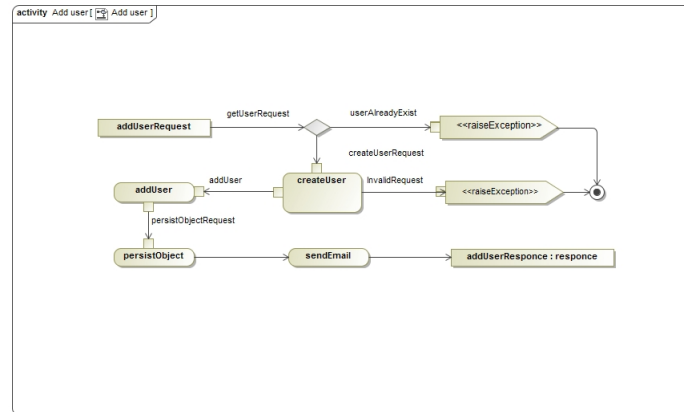 activity Add user [ Add user ]
getUserRequest
userAlreadyExist
addUserRequest
<<raiseException>>
createUserRequest
addUser
createUser
InvalidRequest
addUser
<<raiseException>>
persistObjectRequest
persistObject
sendEmail
addUserResponce : responce